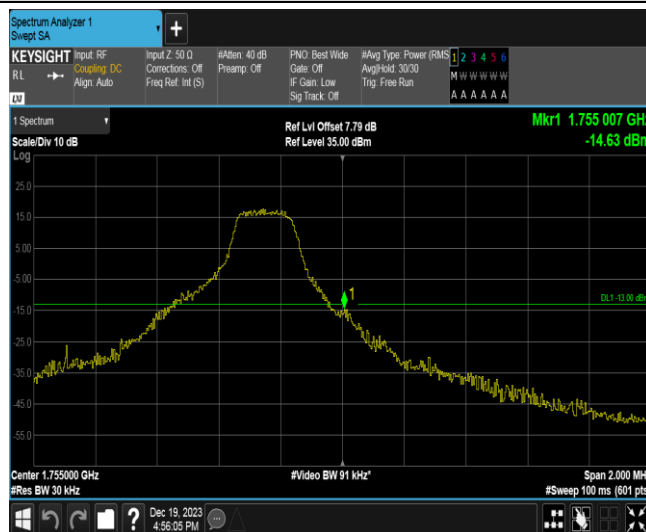 Spectrum Analyzer 1
Swept SA
KEYSIGHT
RL
Input: RF
Coupling: DC
Align: Auto
Input Z: 50 Ω
Corrections: Off
Freq Ref: Int (S)
#Atten: 40 dB
Preamp: Off
PNO: Best Wide
Gate: Off
IF Gain: Low
Sig Track: Off
#Avg Type: Power (RMS
Avg|Hold: 30/30
Trig: Free Run
1 2 3 4 5 6
M W W W W W
A A A A A A
LXI
1 Spectrum
Scale/Div 10 dB
Log
Ref Lvl Offset 7.79 dB
Ref Level 35.00 dBm
Mkr1 1.755 007 GHz
-14.63 dBm
25.0
15.0
5.00
-5.00
-15.0
-25.0
-35.0
-45.0
-55.0
1
DL1 -13.00 dBm
Center 1.755000 GHz
#Res BW 30 kHz
#Video BW 91 kHz*
Span 2.000 MHz
#Sweep 100 ms (601 pts)
?
Dec 19, 2023
4:56:05 PM